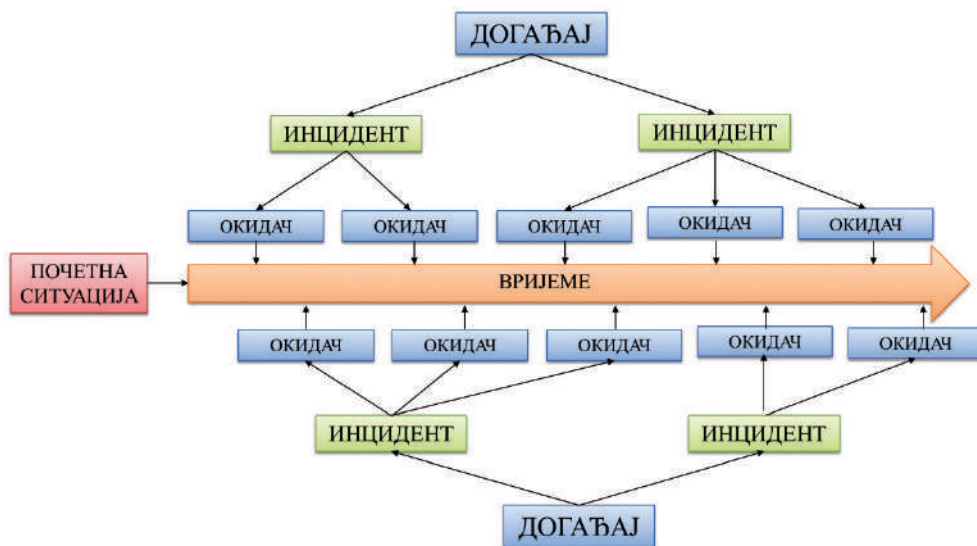 ДОГАЂАЈ
ИНЦИДЕНТ
ИНЦИДЕНТ
ОКИДАЧ
ОКИДАЧ
ОКИДАЧ
ОКИДАЧ
ОКИДАЧ
ПОЧЕТНА
СИТУАЦИЈА
ВРИЈЕМЕ
ОКИДАЧ
ОКИДАЧ
ОКИДАЧ
ОКИДАЧ
ОКИДАЧ
ИНЦИДЕНТ
ИНЦИДЕНТ
ДОГАЂАЈ